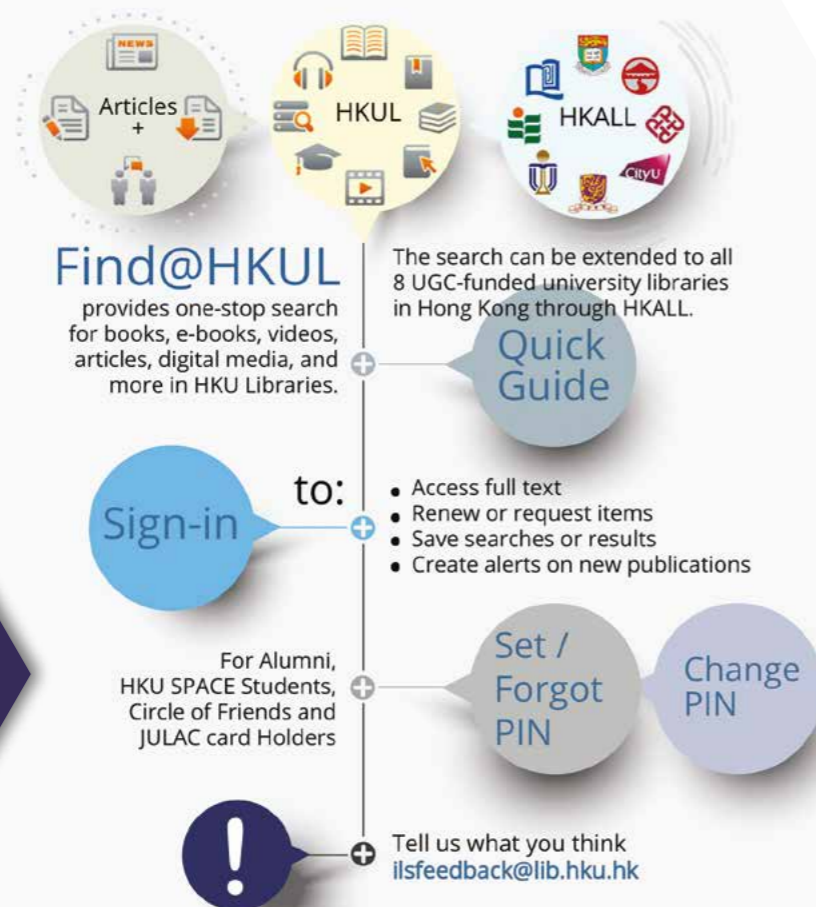 NEWS
Articles
+
HKUL
HKALL
CityU
Find@HKUL
provides one-stop search
for books, e-books, videos,
articles, digital media, and
more in HKU Libraries.
The search can be extended to all
8 UGC-funded university libraries
in Hong Kong through HKALL.
Quick
Guide
Sign-in
to:
• Access full text
• Renew or request items
• Save searches or results
• Create alerts on new publications
For Alumni,
HKU SPACE Students,
Circle of Friends and
JULAC card Holders
Set /
Forgot
PIN
Change
PIN
!
Tell us what you think
ilsfeedback@lib.hku.hk